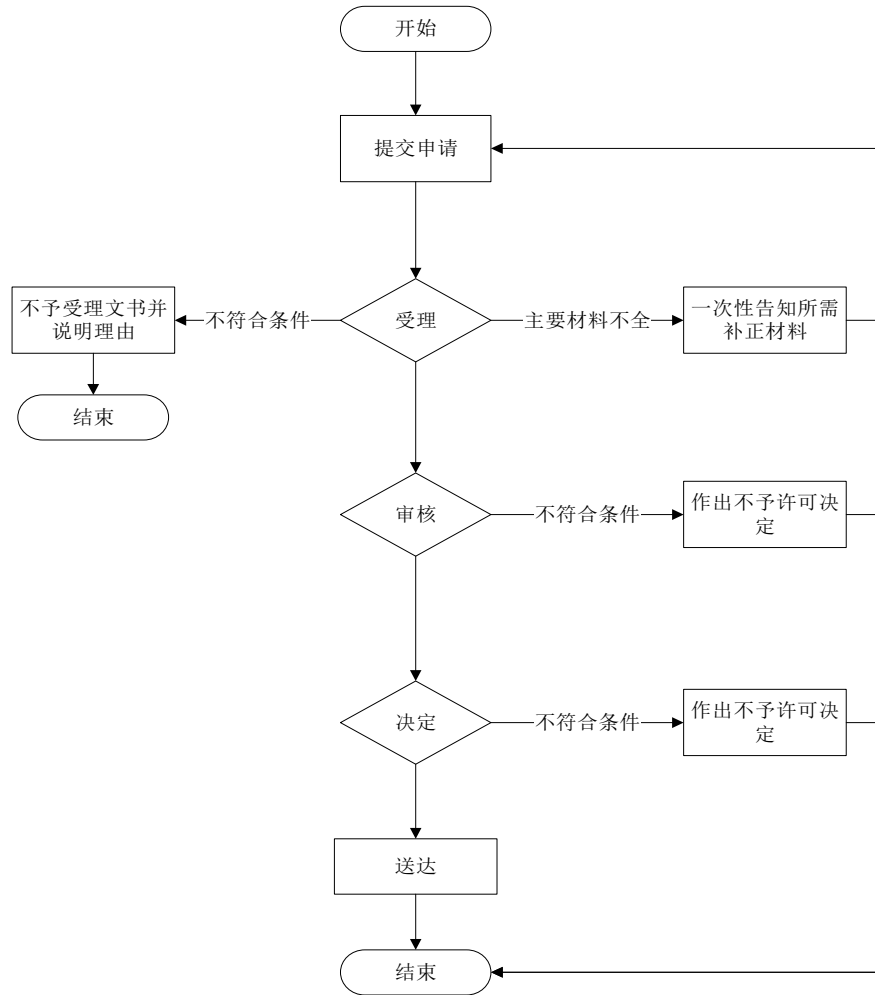 开始
提交申请
不予受理文书并
说明理由
不符合条件
受理
主要材料不全
一次性告知所需
补正材料
结束
审核
不符合条件
作出不予许可决
定
决定
不符合条件
作出不予许可决
定
送达
结束